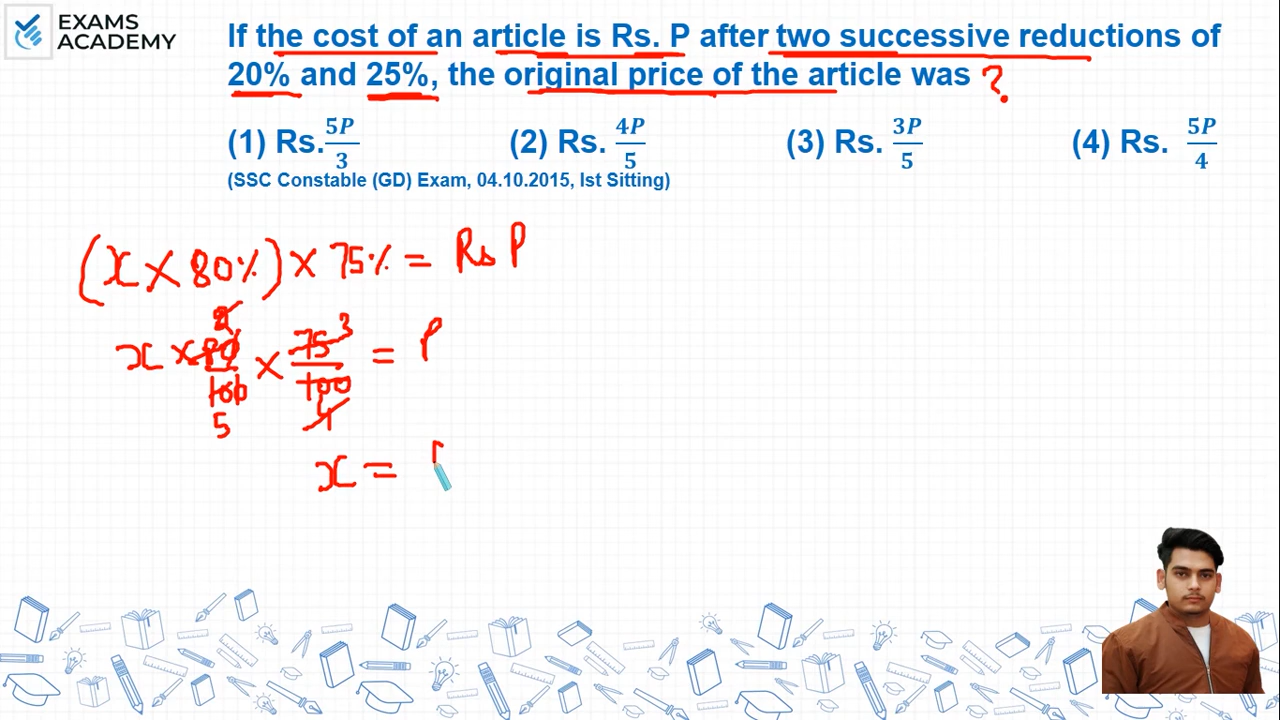 EXAMS
ACADEMY
If the cost of an article is Rs. P after two successive reductions of
20% and 25%, the original price of the article was ?
(1) Rs. 5P/3 (2) Rs. 4P/5 (3) Rs. 3P/5 (4) Rs. 5P/4
(SSC Constable (GD) Exam, 04.10.2015, Ist Sitting)
(x × 80%) × 75% = Rs P
x × 80/100 × 75/100 = P
2 3
5 4
x =